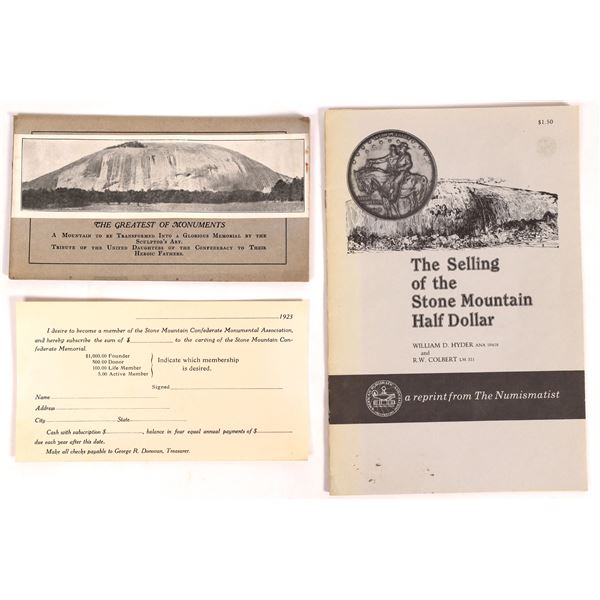 THE GREATEST OF MONUMENTS
A MOUNTAIN TO BE TRANSFORMED INTO A GLORIOUS MEMORIAL BY THE
SCULPTOR'S ART.
TRIBUTE OF THE UNITED DAUGHTERS OF THE CONFEDERACY TO THEIR
HEROIC FATHERS.
1923
I desire to become a member of the Stone Mountain Confederate Monumental Association,
and hereby subscribe the sum of $ to the carving of the Stone Mountain Con-
federate Memorial.
$1,000.00 Founder
500.00 Donor
100.00 Life Member
5.00 Active Member
Indicate which membership
is desired.
Signed
Name
Address
City State
Cash with subscription $ , balance in four equal annual payments of $
due each year after this date.
Make all checks payable to George R. Donovan, Treasurer.
$1.50
The Selling
of the
Stone Mountain
Half Dollar
WILLIAM D. HYDER ANA
and
R.W. COLBERT LM 321
a reprint from The Numismatist